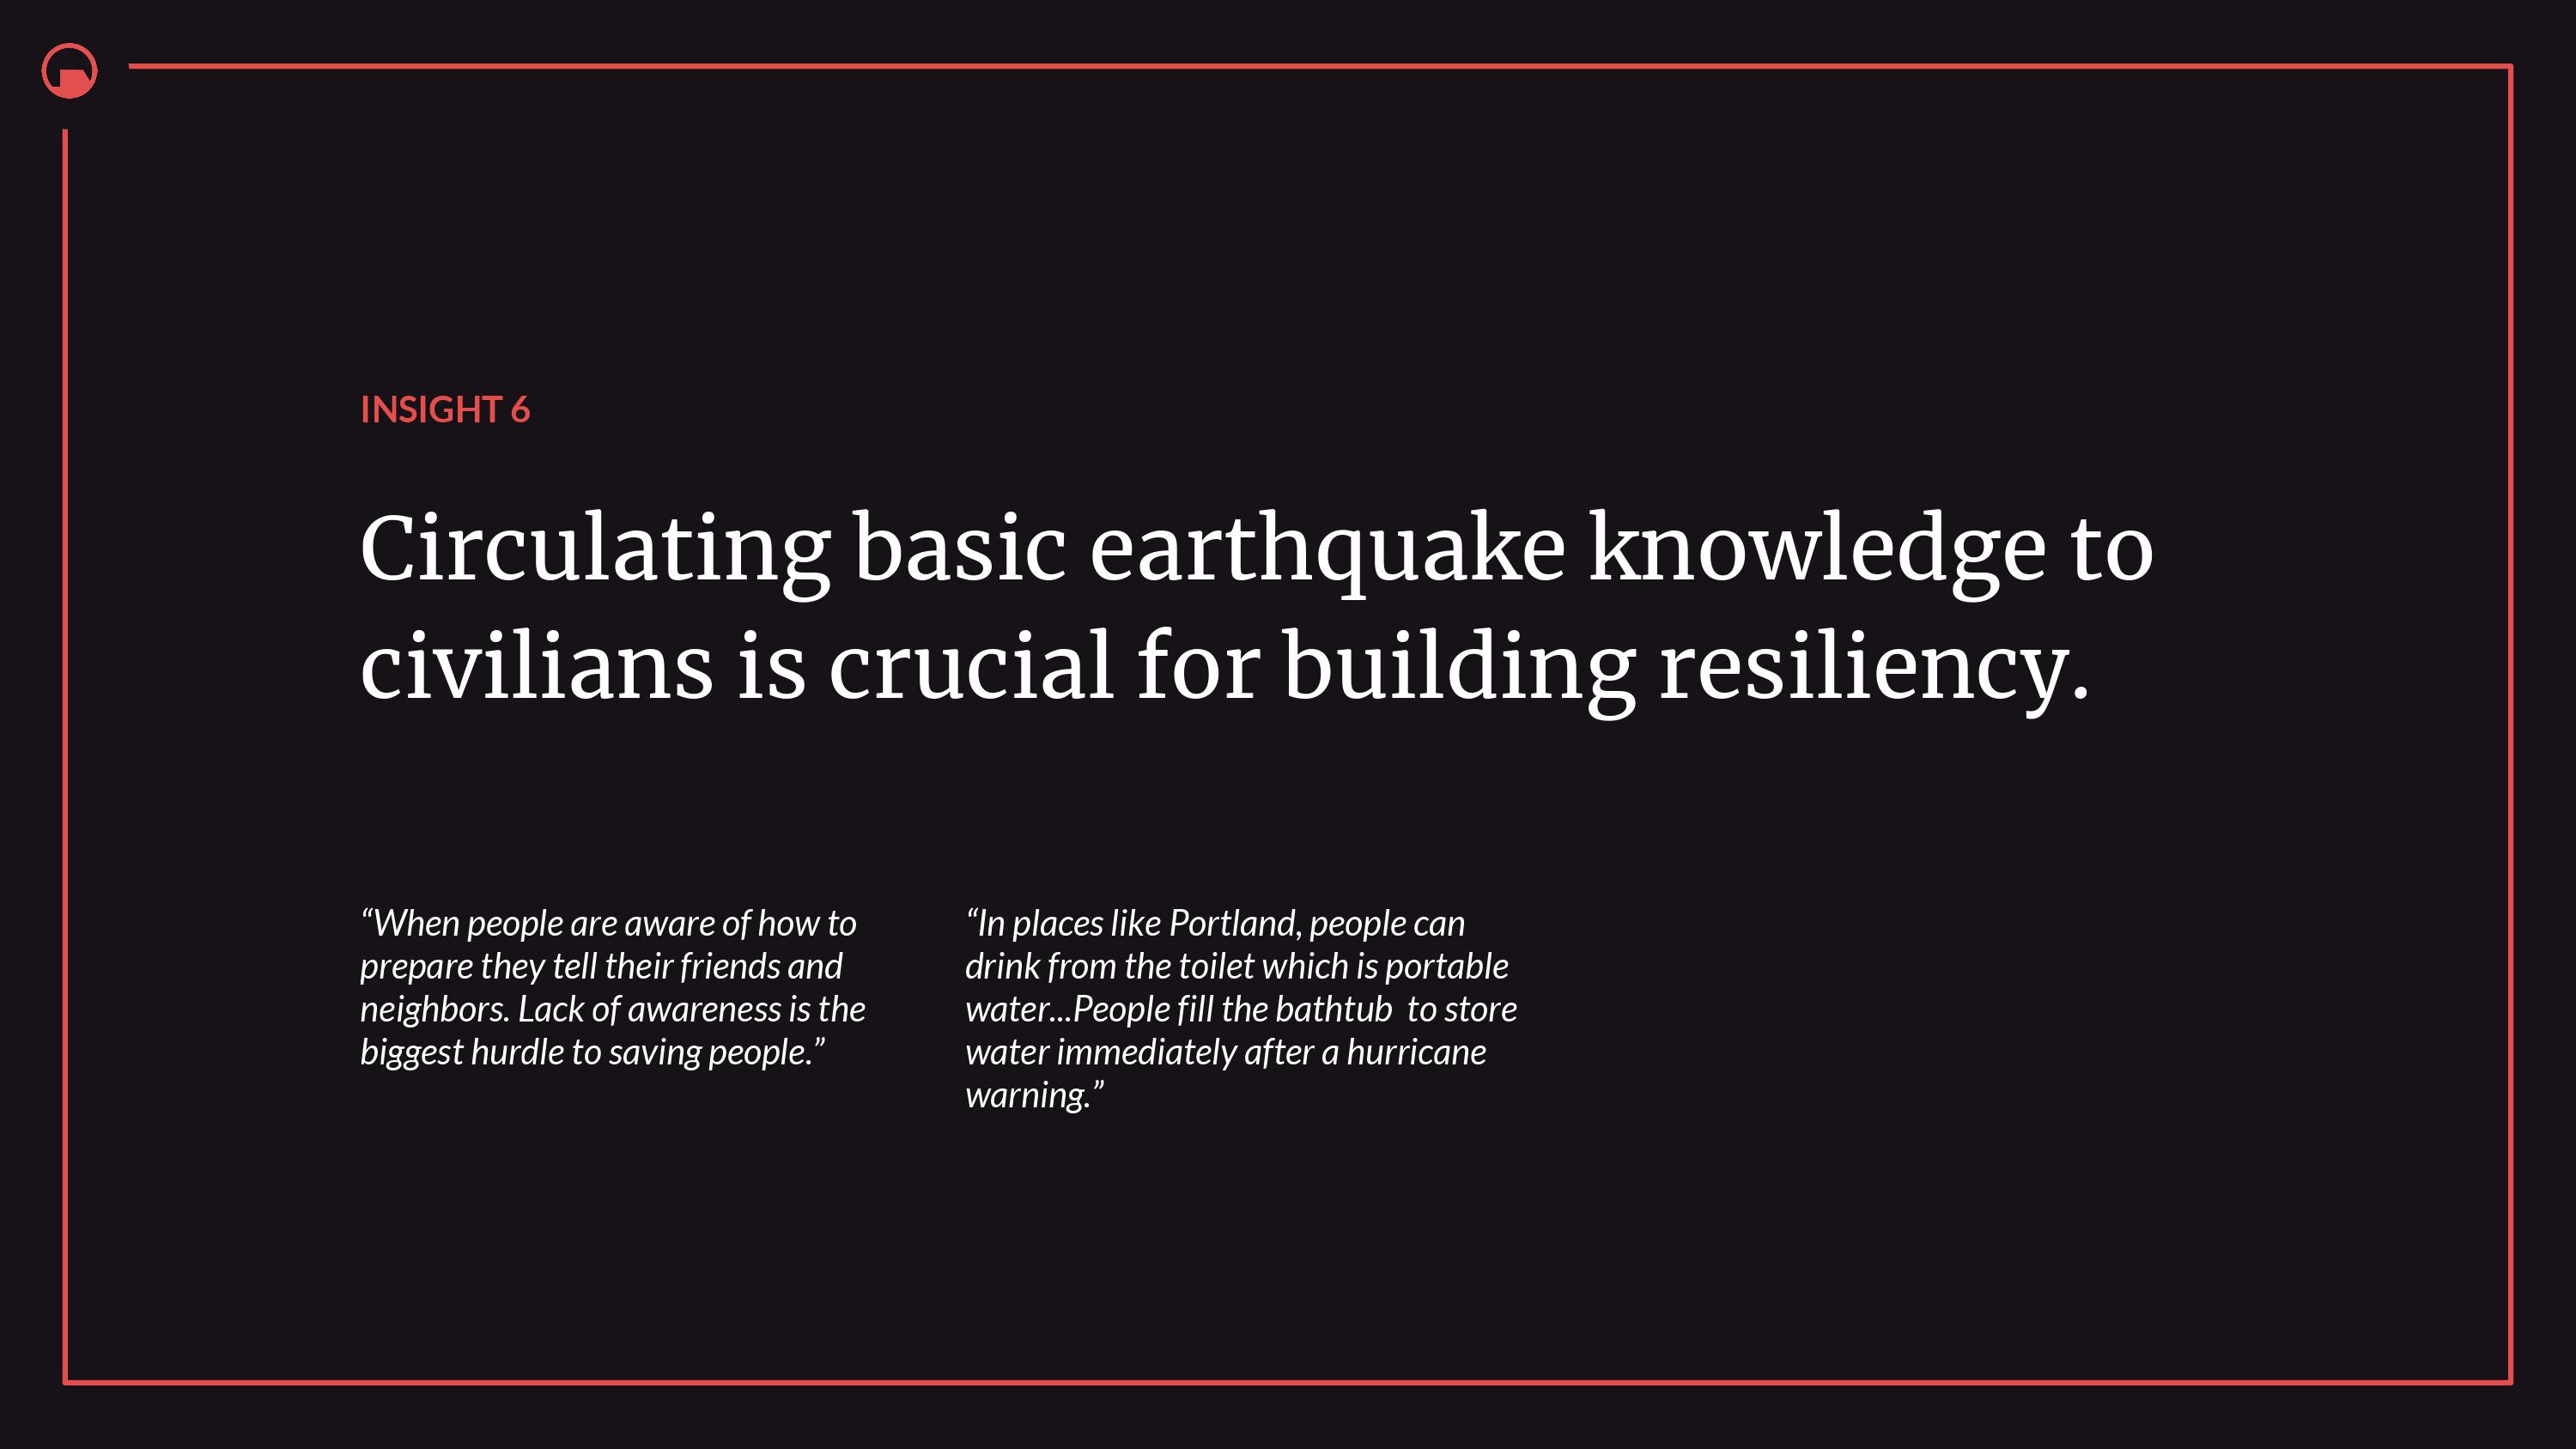 INSIGHT 6
Circulating basic earthquake knowledge to
civilians is crucial for building resiliency.
“When people are aware of how to
prepare they tell their friends and
neighbors. Lack of awareness is the
biggest hurdle to saving people.”
“In places like Portland, people can
drink from the toilet which is portable
water...People fill the bathtub  to store
water immediately after a hurricane
warning.”